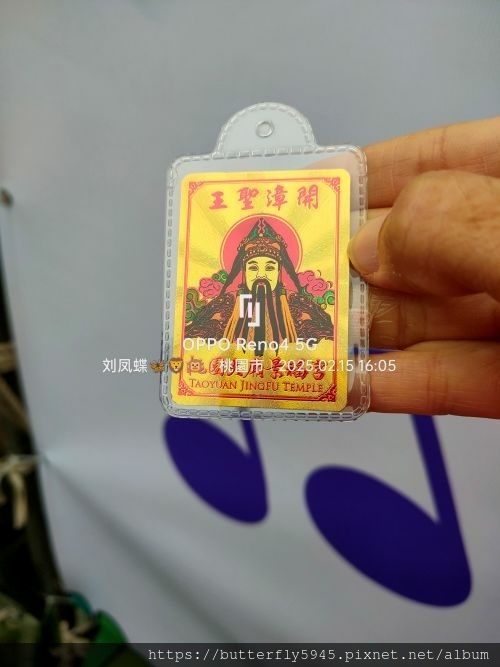 王聖漳開
OPPO Reno4 5G
刘凤蝶 桃園市 2025.02.15 16:05
TAOYUAN JINGFU TEMPLE
https://butterfly5945.pixnet.net/album